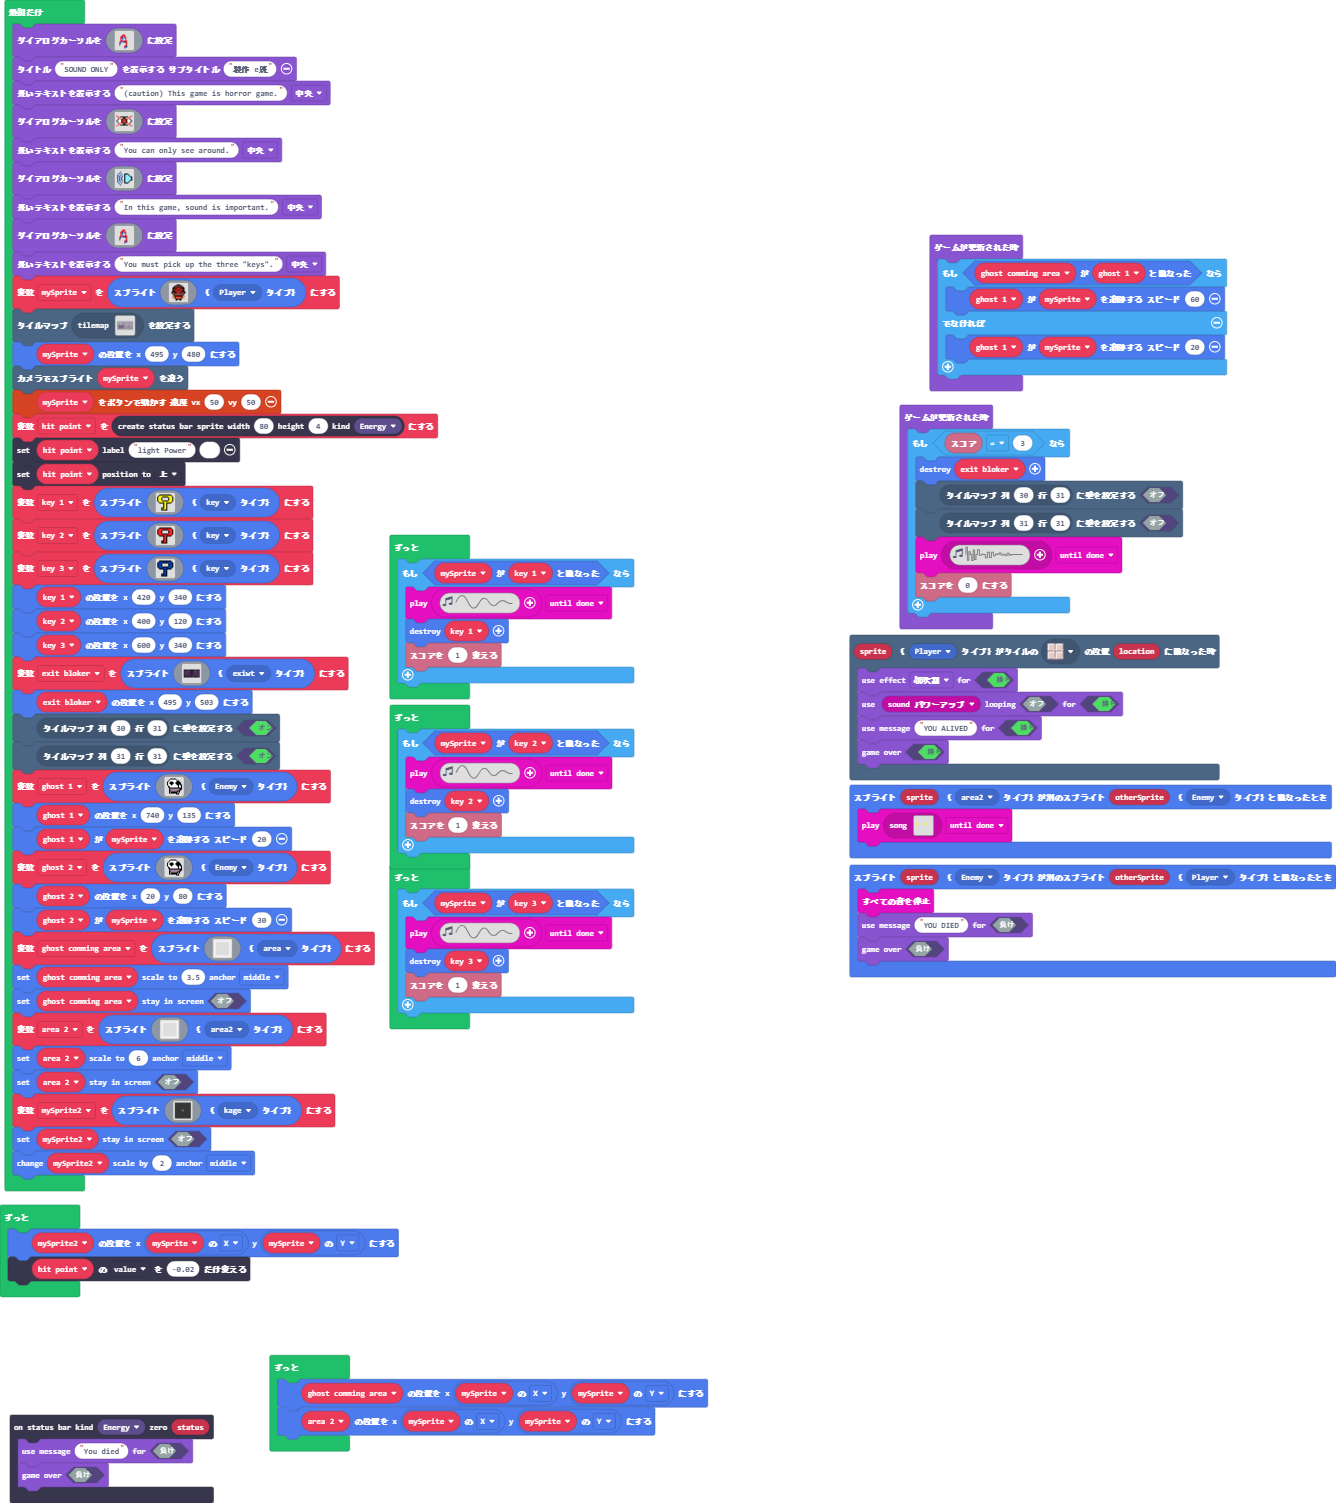 最初だけ
ダイアログカーソルを に設定
タイトル "SOUND ONLY" を表示する サブタイトル "製作 e班"
長いテキストを表示する "(caution) This game is horror game." 中央
ダイアログカーソルを に設定
長いテキストを表示する "You can only see around." 中央
ダイアログカーソルを に設定
長いテキストを表示する "In this game, sound is important." 中央
ダイアログカーソルを に設定
長いテキストを表示する "You must pick up the three "keys". 中央
変数 mySprite を スプライト ( Player タイプ) にする
タイルマップ tilemap を設定する
mySprite の位置を x 495 y 480 にする
カメラでスプライト mySprite を追う
mySprite をボタンで動かす 速度 vx 50 vy 50
変数 hit point を create status bar sprite width 80 height 4 kind Energy にする
set hit point label "light Power"
set hit point position to 上
変数 key 1 を スプライト ( key タイプ) にする
変数 key 2 を スプライト ( key タイプ) にする
変数 key 3 を スプライト ( key タイプ) にする
key 1 の位置を x 420 y 340 にする
key 2 の位置を x 400 y 120 にする
key 3 の位置を x 600 y 340 にする
変数 exit bloker を スプライト ( exiwt タイプ) にする
exit bloker の位置を x 495 y 503 にする
タイルマップ 列 30 行 31 に壁を設定する オン
タイルマップ 列 31 行 31 に壁を設定する オン
変数 ghost 1 を スプライト ( Enemy タイプ) にする
ghost 1 の位置を x 740 y 135 にする
ghost 1 が mySprite を追跡する スピード 20
変数 ghost 2 を スプライト ( Enemy タイプ) にする
ghost 2 の位置を x 20 y 80 にする
ghost 2 が mySprite を追跡する スピード 30
変数 ghost comming area を スプライト ( area タイプ) にする
set ghost comming area scale to 3.5 anchor middle
set ghost comming area stay in screen オフ
変数 area 2 を スプライト ( area2 タイプ) にする
set area 2 scale to 6 anchor middle
set area 2 stay in screen オフ
変数 mySprite2 を スプライト ( kage タイプ) にする
set mySprite2 stay in screen オフ
change mySprite2 scale by 2 anchor middle
ずっと
mySprite2 の位置を x mySprite の X y mySprite の Y にする
hit point の value を -0.02 だけ変える
on status bar kind Energy zero status
use message "You died" for 負け
game over 負け
ずっと
ghost comming area の位置を x mySprite の X y mySprite の Y にする
area 2 の位置を x mySprite の X y mySprite の Y にする
ずっと
もし mySprite が key 1 と重なった なら
play until done
destroy key 1
スコアを 1 変える
ずっと
もし mySprite が key 2 と重なった なら
play until done
destroy key 2
スコアを 1 変える
ずっと
もし mySprite が key 3 と重なった なら
play until done
destroy key 3
スコアを 1 変える
ゲームが更新された時
もし ghost comming area が ghost 1 と重なった なら
ghost 1 が mySprite を追跡する スピード 60
でなければ
ghost 1 が mySprite を追跡する スピード 20
ゲームが更新された時
もし スコア = 3 なら
destroy exit bloker
タイルマップ 列 30 行 31 に壁を設定する オフ
タイルマップ 列 31 行 31 に壁を設定する オフ
play until done
スコアを 0 にする
sprite ( Player タイプ) がタイルの の位置 location に重なった時
use effect 紙吹雪 for 勝ち
use sound パワーアップ looping オフ for 勝ち
use message "YOU ALIVED" for 勝ち
game over 勝ち
スプライト sprite ( area2 タイプ) が別のスプライト otherSprite ( Enemy タイプ) と重なったとき
play song until done
スプライト sprite ( Enemy タイプ) が別のスプライト otherSprite ( Player タイプ) と重なったとき
すべての音を停止
use message "YOU DIED" for 負け
game over 負け